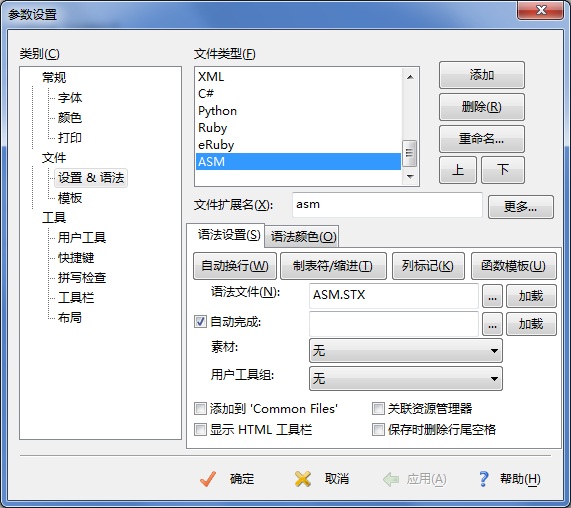 参数设置
类别(C)
常规
字体
颜色
打印
文件
设置 & 语法
模板
工具
用户工具
快捷键
拼写检查
工具栏
布局
文件类型(F)
XML
C#
Python
Ruby
eRuby
ASM
添加
删除(R)
重命名...
上 下
文件扩展名(X): asm 更多...
语法设置(S) 语法颜色(O)
自动换行(W) 制表符/缩进(T) 列标记(K) 函数模板(U)
语法文件(N): ASM.STX ... 加载
自动完成: ... 加载
素材: 无
用户工具组: 无
添加到 'Common Files' 关联资源管理器
显示 HTML 工具栏 保存时删除行尾空格
确定 取消 应用(A) 帮助(H)